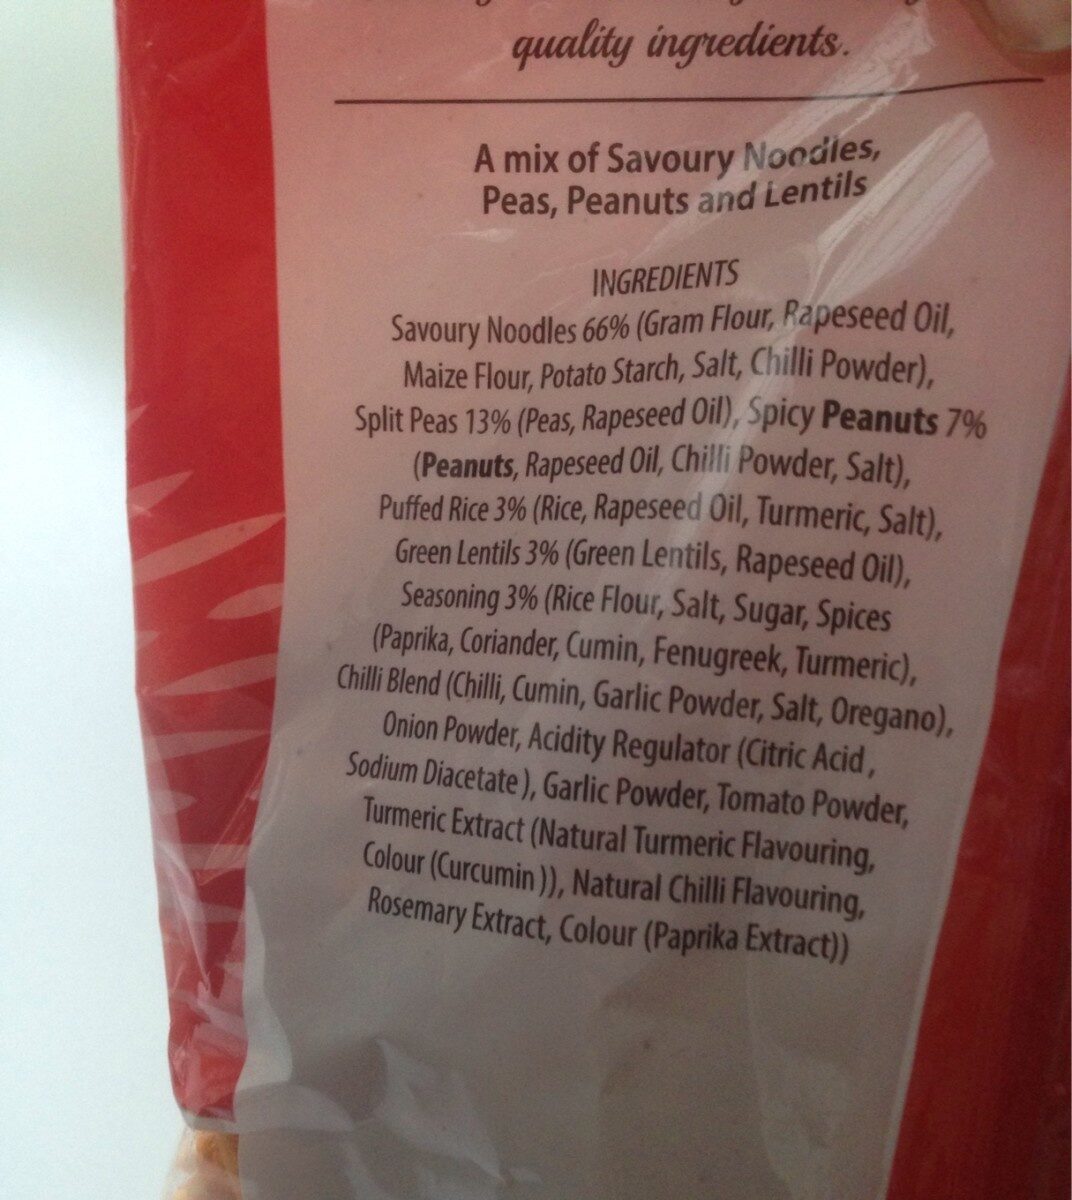 quality ingredients.
A mix of Savoury Noodles,
Peas, Peanuts and Lentils
INGREDIENTS
Savoury Noodles 66% (Gram Flour, Rapeseed Oil,
Maize Flour, Potato Starch, Salt, Chilli Powder),
Split Peas 13% (Peas, Rapeseed Oil), Spicy Peanuts 7%
(Peanuts, Rapeseed Oil, Chilli Powder, Salt),
Puffed Rice 3% (Rice, Rapeseed Oil, Turmeric, Salt),
Green Lentils 3% (Green Lentils, Rapeseed Oil),
Seasoning 3% (Rice Flour, Salt, Sugar, Spices
(Paprika, Coriander, Cumin, Fenugreek, Turmeric),
Chilli Blend (Chilli, Cumin, Garlic Powder, Salt, Oregano),
Onion Powder, Acidity Regulator (Citric Acid ,
Sodium Diacetate ), Garlic Powder, Tomato Powder,
Turmeric Extract (Natural Turmeric Flavouring,
Colour (Curcumin )), Natural Chilli Flavouring,
Rosemary Extract, Colour (Paprika Extract))